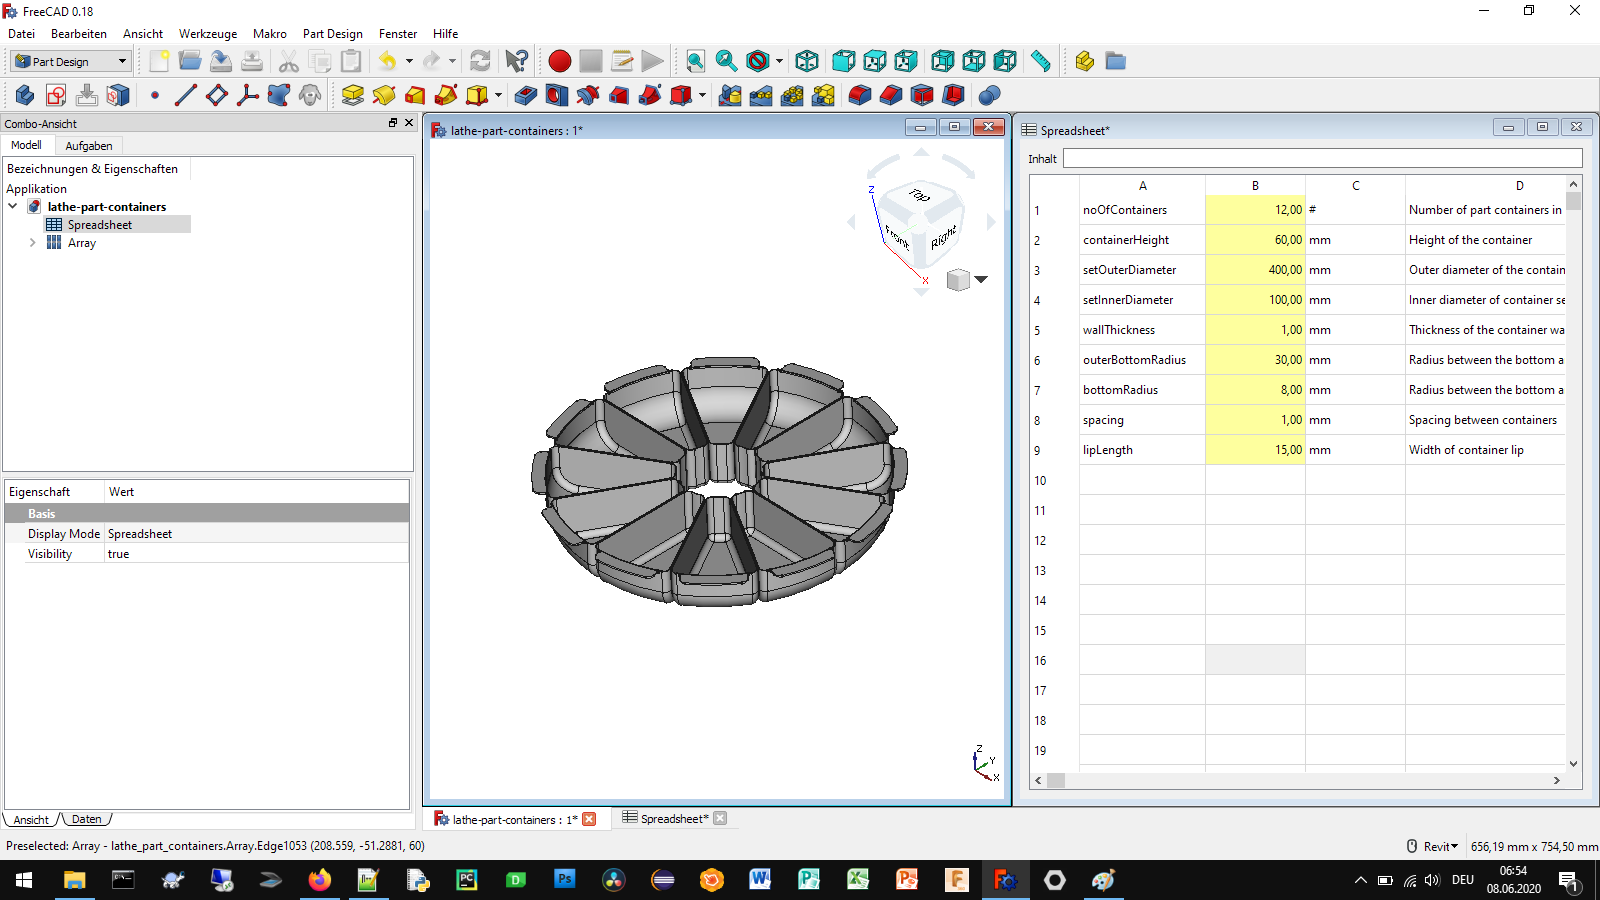 FreeCAD 0.18
Datei Bearbeiten Ansicht Werkzeuge Makro Part Design Fenster Hilfe
Part Design
Combo-Ansicht
Modell Aufgaben
Bezeichnungen & Eigenschaften
Applikation
lathe-part-containers
Spreadsheet
Array
Eigenschaft Wert
Basis
Display Mode Spreadsheet
Visibility true
Ansicht Daten
lathe-part-containers : 1*
Top
Front
Right
Z
X
Z
Y
X
Spreadsheet*
Inhalt
A B C D
1 noOfContainers 12,00 # Number of part containers in
2 containerHeight 60,00 mm Height of the container
3 setOuterDiameter 400,00 mm Outer diameter of the contain
4 setInnerDiameter 100,00 mm Inner diameter of container se
5 wallThickness 1,00 mm Thickness of the container wa
6 outerBottomRadius 30,00 mm Radius between the bottom a
7 bottomRadius 8,00 mm Radius between the bottom a
8 spacing 1,00 mm Spacing between containers
9 lipLength 15,00 mm Width of container lip
10
11
12
13
14
15
16
17
18
19
lathe-part-containers : 1* Spreadsheet*
Preselected: Array - lathe_part_containers.Array.Edge1053 (208.559, -51.2881, 60)
Revit 656,19 mm x 754,50 mm
DEU
06:54
08.06.2020
1